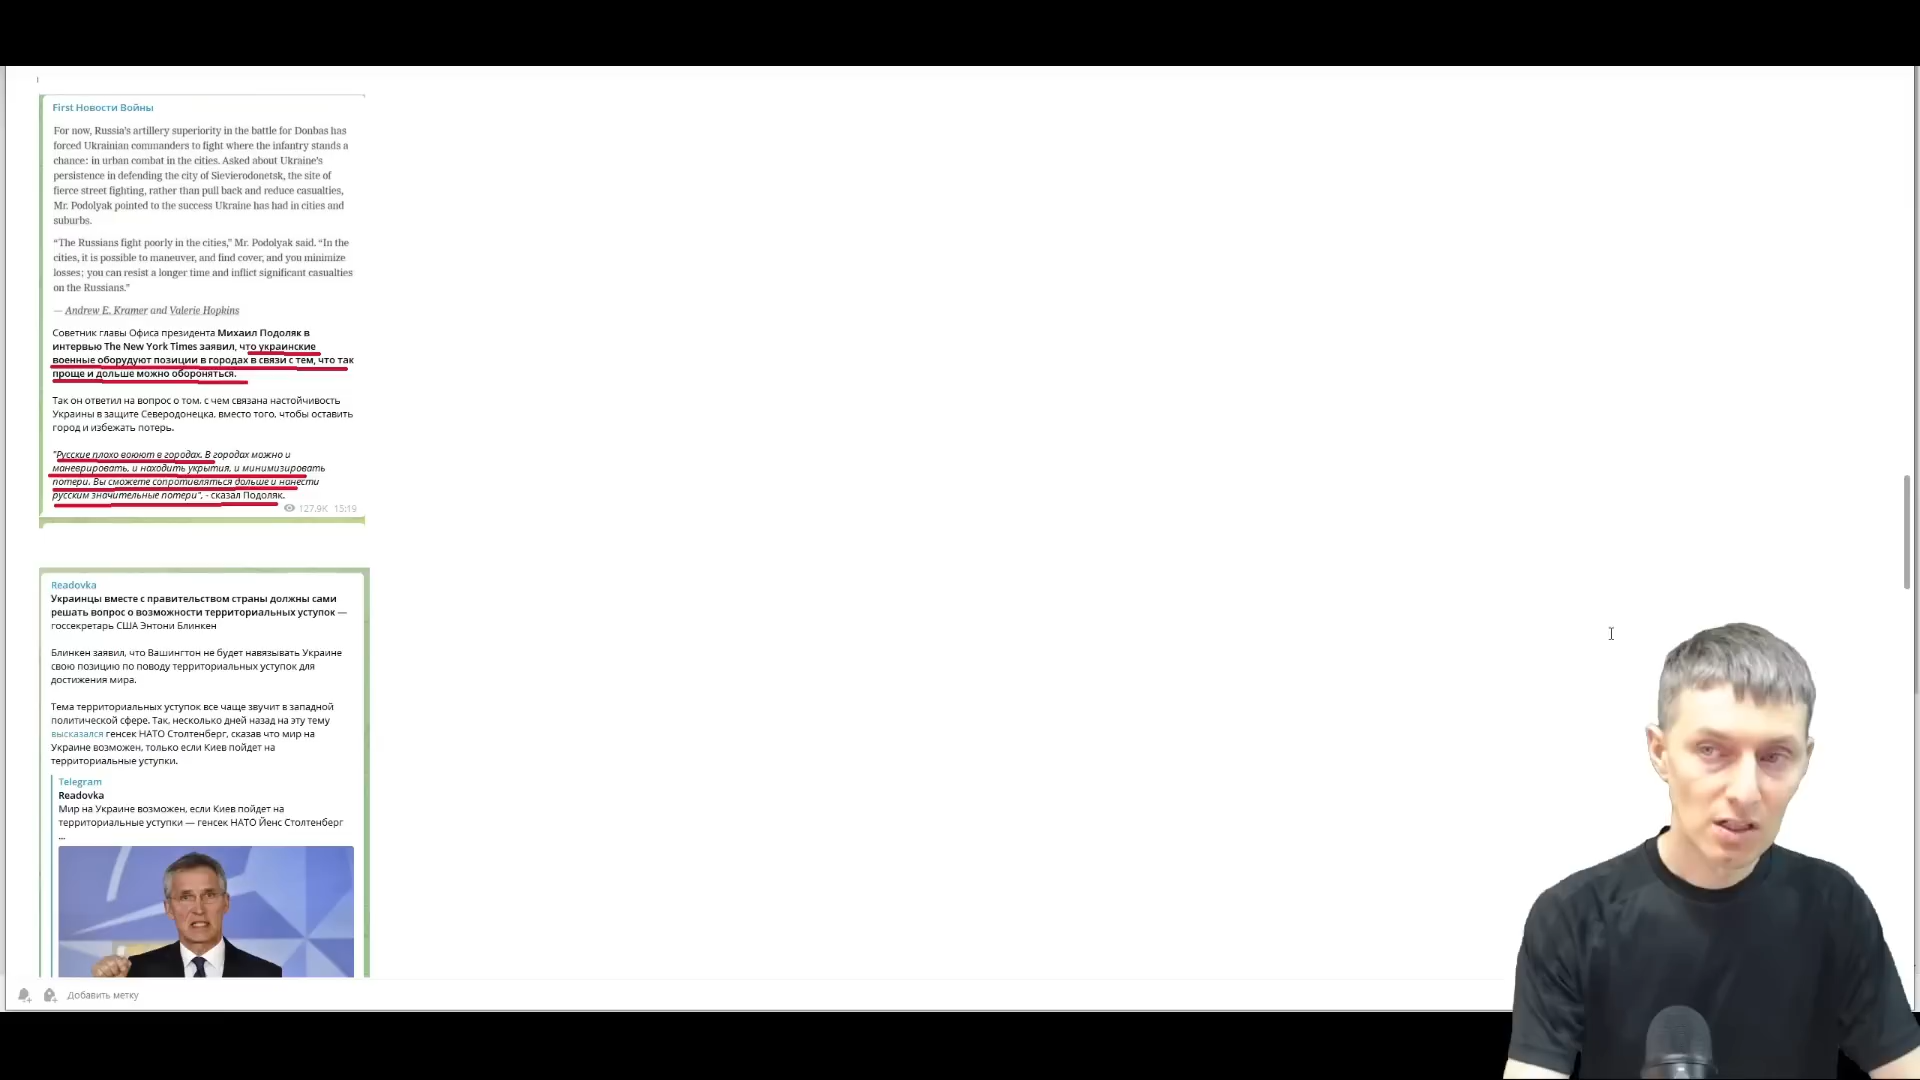 First Новости Войны
For now, Russia's artillery superiority in the battle for Donbas has
forced Ukrainian commanders to fight where the infantry stands a
chance: in urban combat in the cities. Asked about Ukraine's
persistence in defending the city of Sievierodonetsk, the site of
fierce street fighting, rather than pull back and reduce casualties,
Mr. Podolyak pointed to the success Ukraine has had in cities and
suburbs.
“The Russians fight poorly in the cities,” Mr. Podolyak said. “In the
cities, it is possible to maneuver, and find cover, and you minimize
losses; you can resist a longer time and inflict significant casualties
on the Russians.”
— Andrew E. Kramer and Valerie Hopkins
Советник главы Офиса президента Михаил Подоляк в
интервью The New York Times заявил, что украинские
военные оборудуют позиции в городах в связи с тем, что так
проще и дольше можно обороняться.
Так он ответил на вопрос о том, с чем связана настойчивость
Украины в защите Северодонецка, вместо того, чтобы оставить
город и избежать потерь.
"Русские плохо воюют в городах. В городах можно и
маневрировать, и находить укрытия, и минимизировать
потери. Вы сможете сопротивляться дольше и нанести
русским значительные потери", - сказал Подоляк.
127.9K 15:19
Readovka
Украинцы вместе с правительством страны должны сами
решать вопрос о возможности территориальных уступок —
госсекретарь США Энтони Блинкен
Блинкен заявил, что Вашингтон не будет навязывать Украине
свою позицию по поводу территориальных уступок для
достижения мира.
Тема территориальных уступок все чаще звучит в западной
политической сфере. Так, несколько дней назад на эту тему
высказался генсек НАТО Столтенберг, сказав что мир на
Украине возможен, только если Киев пойдет на
территориальные уступки.
Telegram
Readovka
Мир на Украине возможен, если Киев пойдет на
территориальные уступки — генсек НАТО Йенс Столтенберг
...
Добавить метку